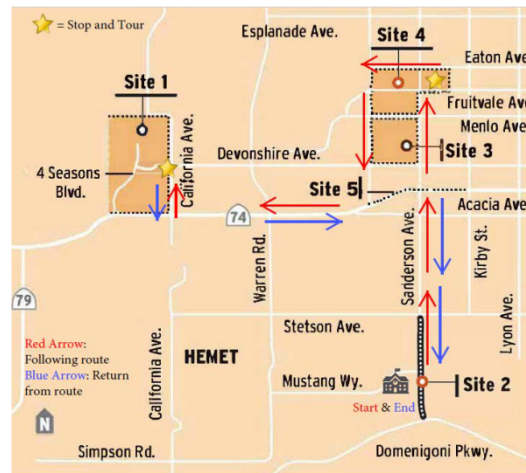 = Stop and Tour
Esplanade Ave.
Site 4
Eaton Ave.
Site 1
California Ave.
Fruitvale Ave.
Menlo Ave.
Devonshire Ave.
Site 3
4 Seasons
Blvd.
Site 5
Acacia Ave.
74
Warren Rd.
Sanderson Ave.
Kirby St.
Lyon Ave.
79
Stetson Ave.
Red Arrow:
Following route
Blue Arrow: Return
from route
California Ave.
HEMET
Mustang Wy.
Site 2
Start & End
N
Simpson Rd.
Domenigoni Pkwy.